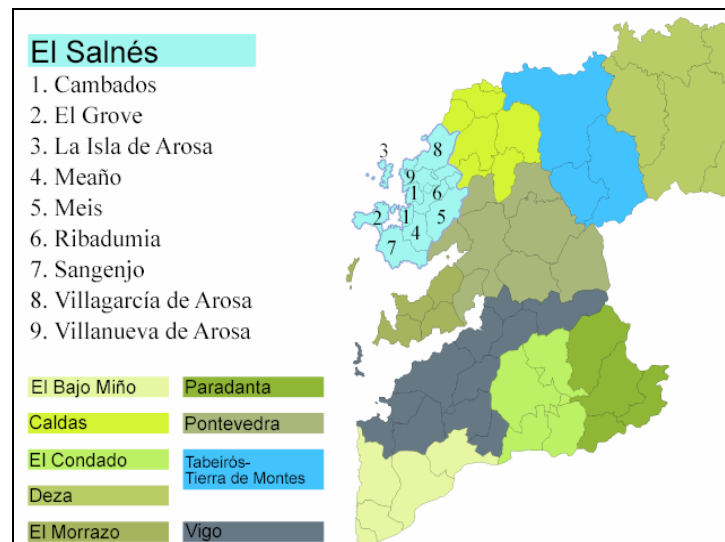 El Salnés
1. Cambados
2. El Grove
3. La Isla de Arosa
4. Meaño
5. Meis
6. Ribadumia
7. Sangenjo
8. Villagarcía de Arosa
9. Villanueva de Arosa
El Bajo Miño
Caldas
El Condado
Deza
El Morrazo
Paradanta
Pontevedra
Tabeirós-
Tierra de Montes
Vigo
3
8
9
1
6
2
1
5
4
7